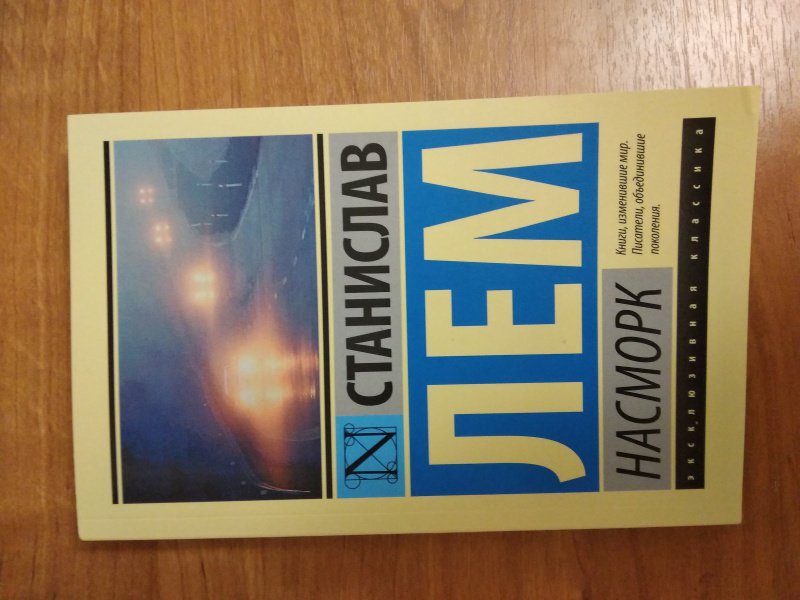 СТАНИСЛАВ
ЛЕМ
НАСМОРК
Книги, изменившие мир.
Писатели, объединившие
поколения.
эксклюзивная классика